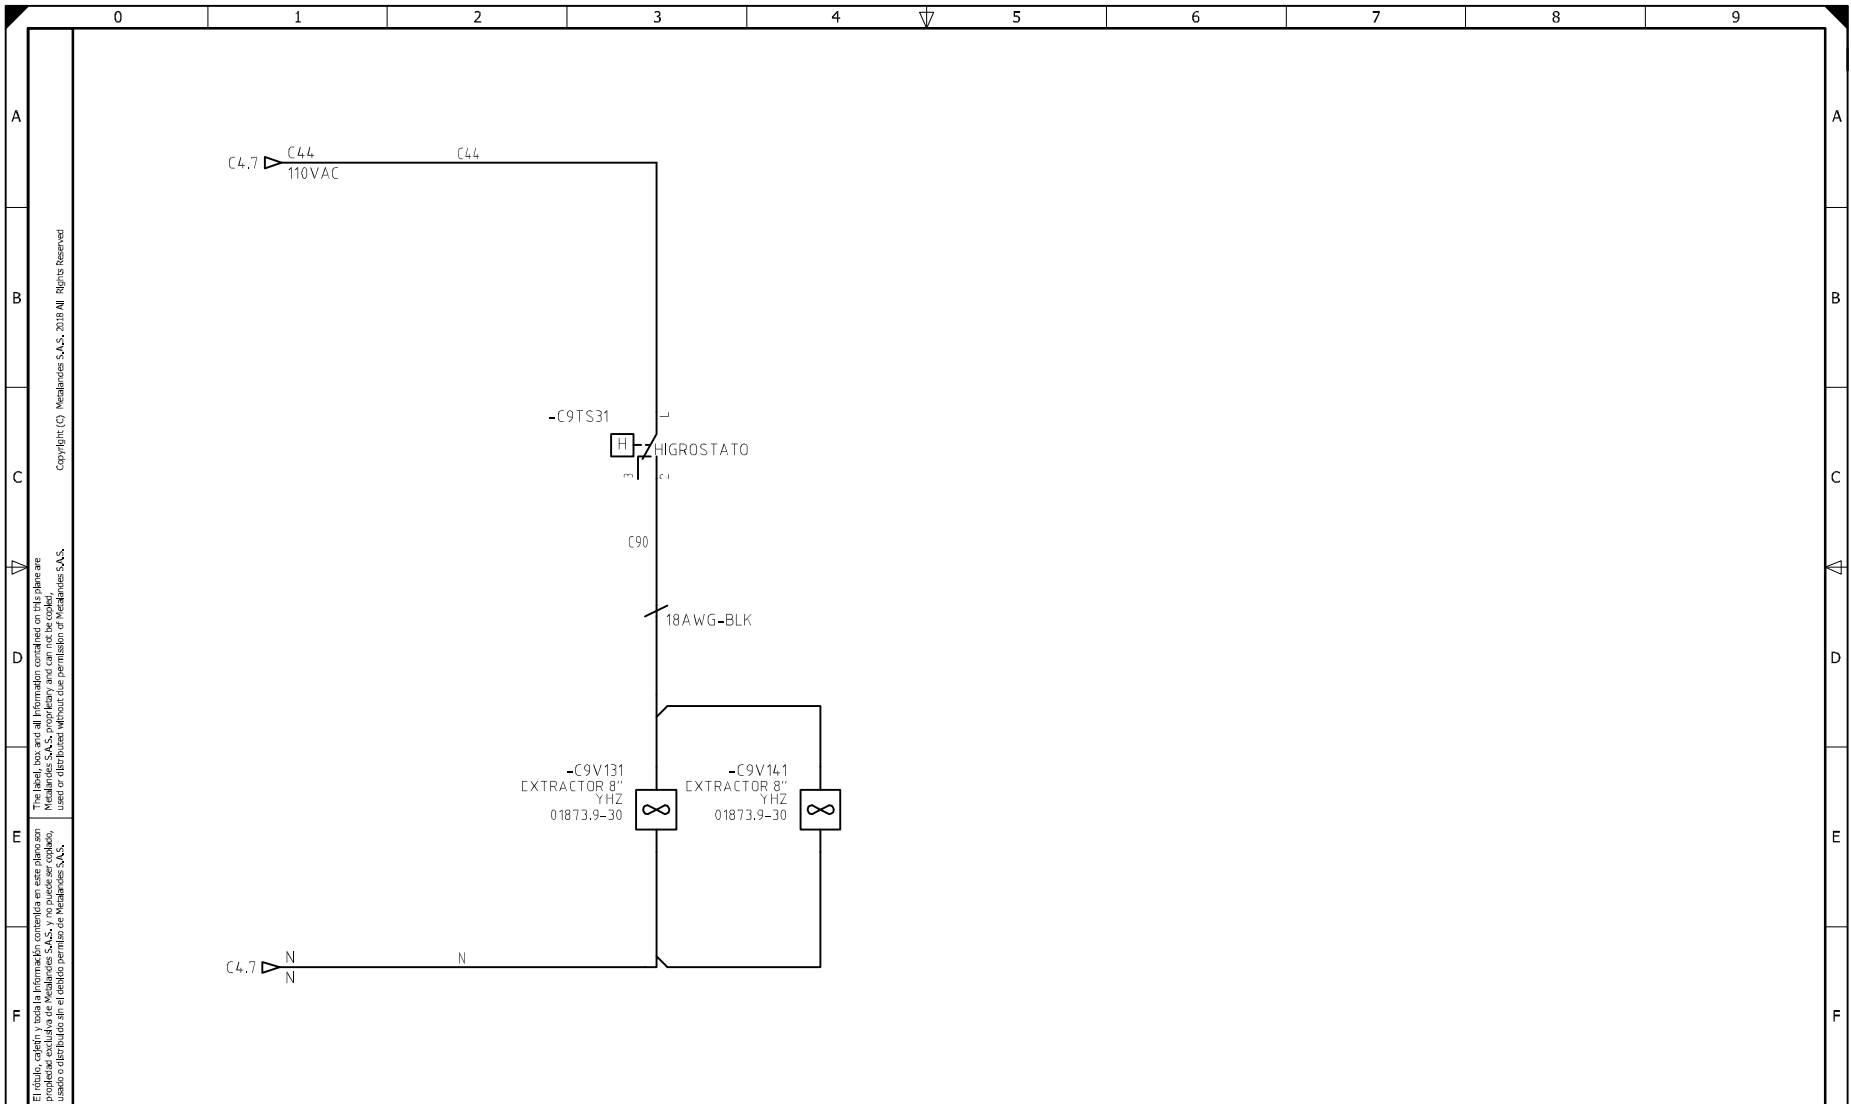 0 1 2 3 4 5 6 7 8 9
A A
C44 C44
C4.7
110VAC
B B
-C9TS31 L
H HIGROSTATO
3 2
C C
C90
18AWG-BLK
D D
-C9V131 -C9V141
EXTRACTOR 8" EXTRACTOR 8"
YHZ YHZ
01873.9-30 01873.9-30
E E
N N
C4.7
N
F F
Copyright (C) Metalandes S.A.S. 2018 All Rights Reserved
The label, box and all information contained on this plane are
Metalandes S.A.S. proprietary and can not be copied,
used or distributed without due permission of Metalandes S.A.S.
El rótulo, cajetín y toda la información contenida en este plano son
propiedad exclusiva de Metalandes S.A.S. y no puede ser copiado,
usado o distribuido sin el debido permiso de Metalandes S.A.S.